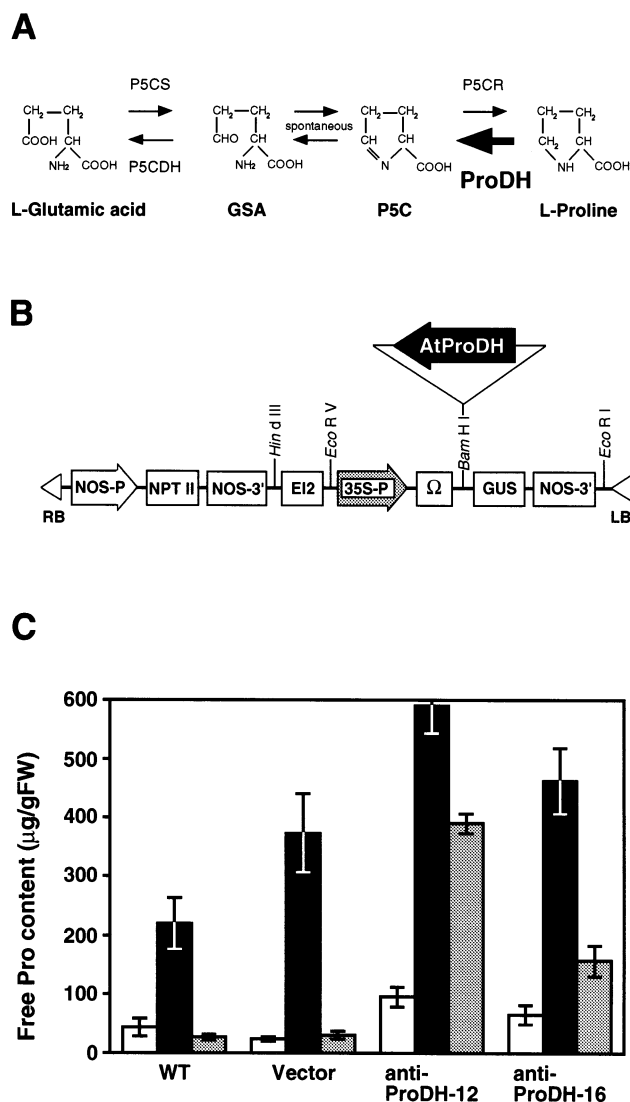 A
P5CS
P5CR
CH₂ CH₂
CH₂ CH₂
CH₂ CH₂
CH₂ CH₂
COOH CH
CHO CH
spontaneous
CH CH
CH₂ CH
NH₂ COOH
P5CDH
NH₂ COOH
N COOH
NH COOH
ProDH
L-Glutamic acid
GSA
P5C
L-Proline
B
AtProDH
Hin d III
Eco R V
Bam H I
Eco R I
NOS-P
NPT II
NOS-3'
EI2
35S-P
Ω
GUS
NOS-3'
RB
LB
C
Free Pro content (µg/gFW)
600
500
400
300
200
100
0
WT
Vector
anti-
ProDH-12
anti-
ProDH-16